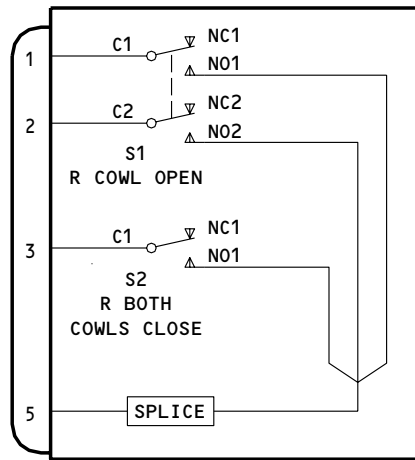 1 C1 NC1
NO1
2 C2 NC2
NO2
S1
R COWL OPEN
3 C1 NC1
NO1
S2
R BOTH
COWLS CLOSE
5 SPLICE